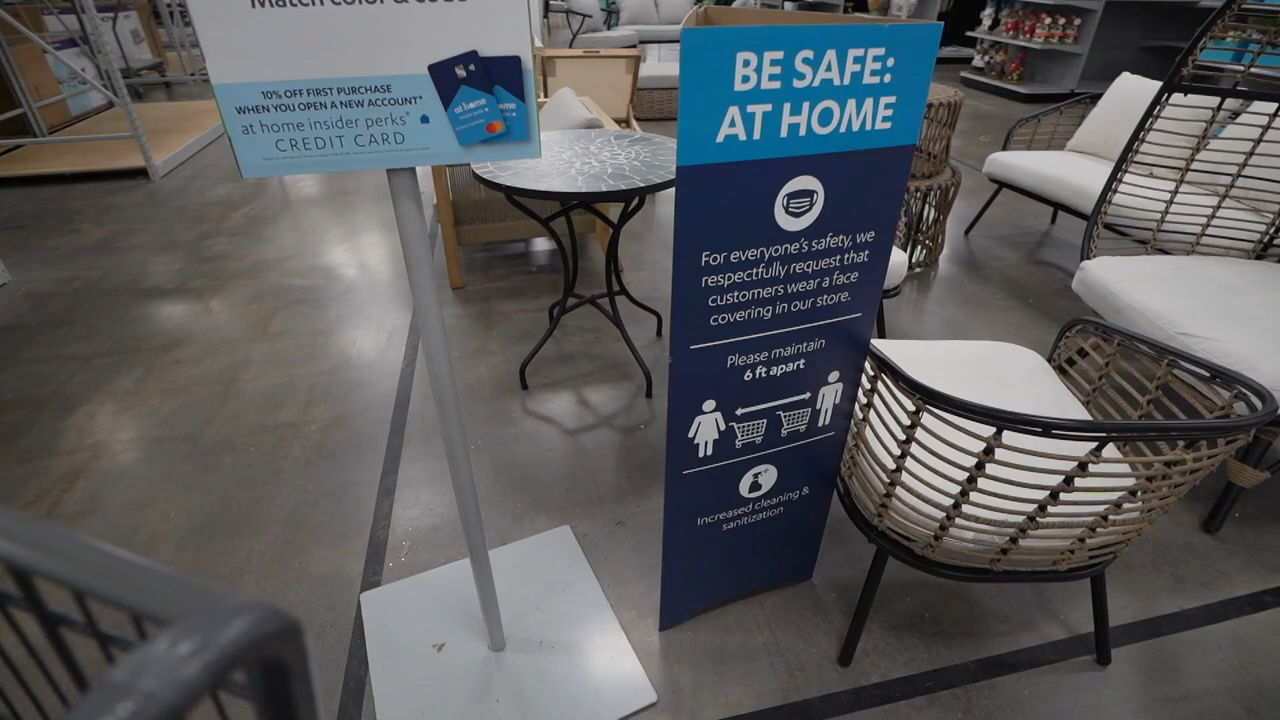 Match color & code
10% OFF FIRST PURCHASE
WHEN YOU OPEN A NEW ACCOUNT*
at home insider perks®
CREDIT CARD
at home
BE SAFE:
AT HOME
For everyone's safety, we
respectfully request that
customers wear a face
covering in our store.
Please maintain
6 ft apart
Increased cleaning &
sanitization